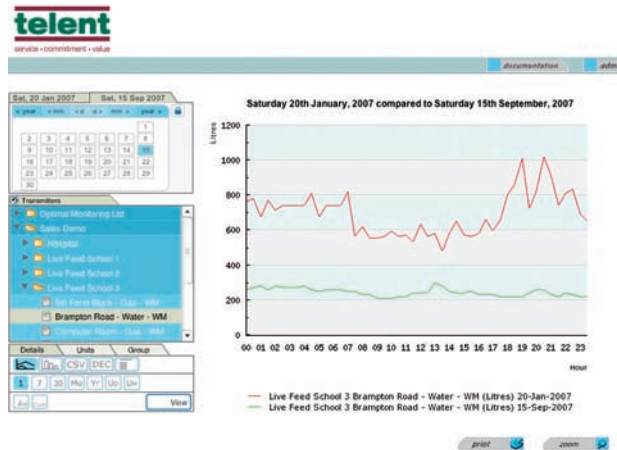 telent
service • commitment • value
documentation
Sat, 20 Jan 2007 Sat, 15 Sep 2007
< year < mm < d d > mm > year >
1
2 3 4 5 6 7 8
9 10 11 12 13 14 15
16 17 18 19 20 21 22
23 24 25 26 27 28 29
30
Transmitters
Optimal Monitoring Ltd
Sales Demo
Hospital
Live Feed School 1
Live Feed School 2
Live Feed School 3
6th Form Block - Gas - WM
Brampton Road - Water - WM
Computer Room - Gas - WM
Details Units Group
CSV DEC
1 7 30 Mo Yr
View
Saturday 20th January, 2007 compared to Saturday 15th September, 2007
Litres
1200
1000
800
600
400
200
0
00 01 02 03 04 05 06 07 08 09 10 11 12 13 14 15 16 17 18 19 20 21 22 23
Hour
Live Feed School 3 Brampton Road - Water - WM (Litres) 20-Jan-2007
Live Feed School 3 Brampton Road - Water - WM (Litres) 15-Sep-2007
print zoom